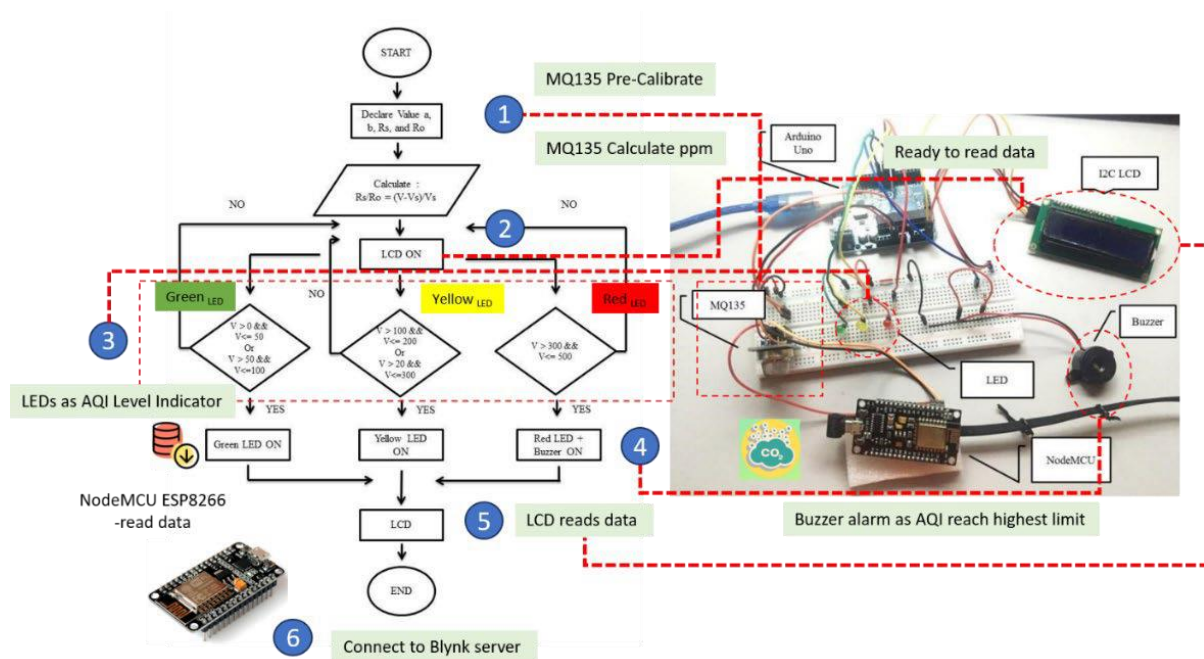 START
Declare Value a,
b, Rs, and Ro
Calculate :
Rs/Ro = (V-Vs)/Vs
NO
NO
LCD ON
NO
Green LED
Yellow LED
Red LED
V > 0 &&
V<= 50
Or
V > 50 &&
V<=100
V > 100 &&
V<= 200
Or
V > 20 &&
V<=300
V > 300 &&
V<= 500
YES
YES
YES
Green LED ON
Yellow LED
ON
Red LED +
Buzzer ON
LCD
END
1
MQ135 Pre-Calibrate
MQ135 Calculate ppm
2
3
LEDs as AQI Level Indicator
NodeMCU ESP8266
-read data
4
5
LCD reads data
6
Connect to Blynk server
Arduino
Uno
Ready to read data
I2C LCD
MQ135
Buzzer
LED
CO2
NodeMCU
Buzzer alarm as AQI reach highest limit